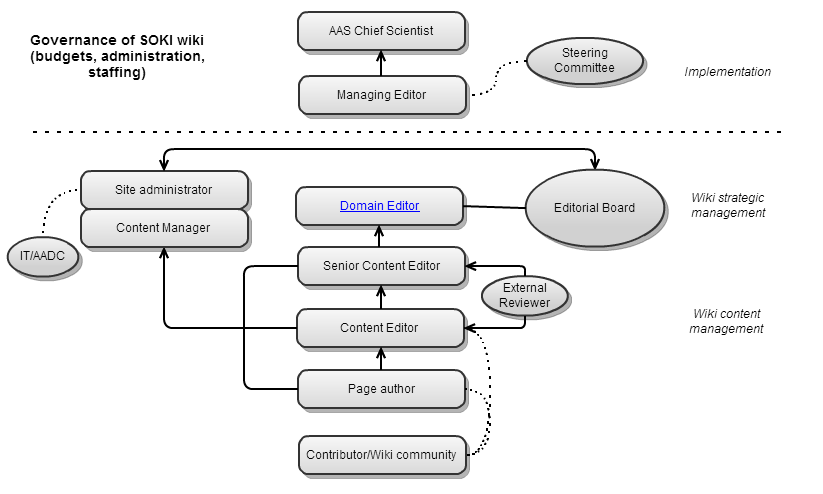 Governance of SOKI wiki
(budgets, administration,
staffing)
AAS Chief Scientist
Steering
Committee
Implementation
Managing Editor
Site administrator
Domain Editor
Editorial Board
Wiki strategic
management
Content Manager
IT/AADC
Senior Content Editor
External
Reviewer
Content Editor
Wiki content
management
Page author
Contributor/Wiki community